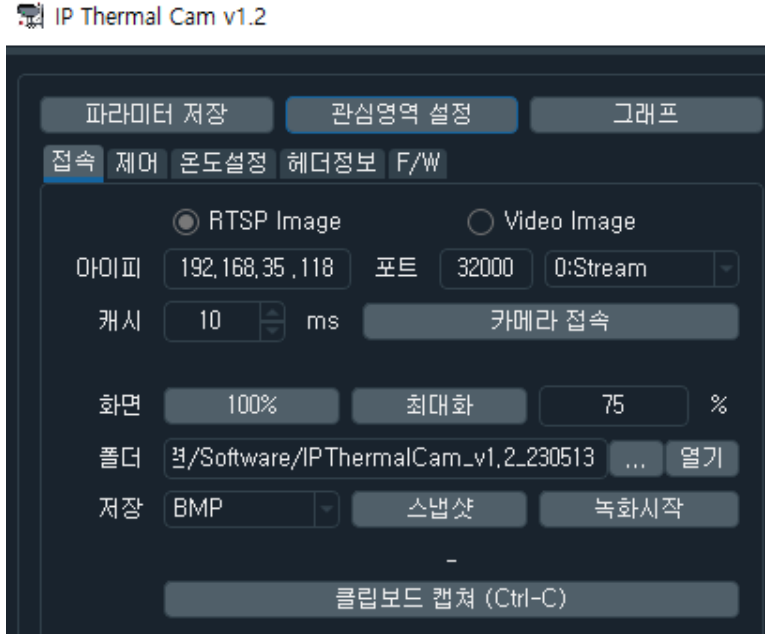 IP Thermal Cam v1.2
파라미터 저장 관심영역 설정 그래프
접속 제어 온도설정 헤더정보 F/W
RTSP Image Video Image
아이피 192.168.35 .118 포트 32000 0:Stream
캐시 10 ms 카메라 접속
화면 100% 최대화 75 %
폴더 년/Software/IPThermalCam_v1.2_230513 ... 열기
저장 BMP 스냅샷 녹화시작
-
클립보드 캡쳐 (Ctrl-C)